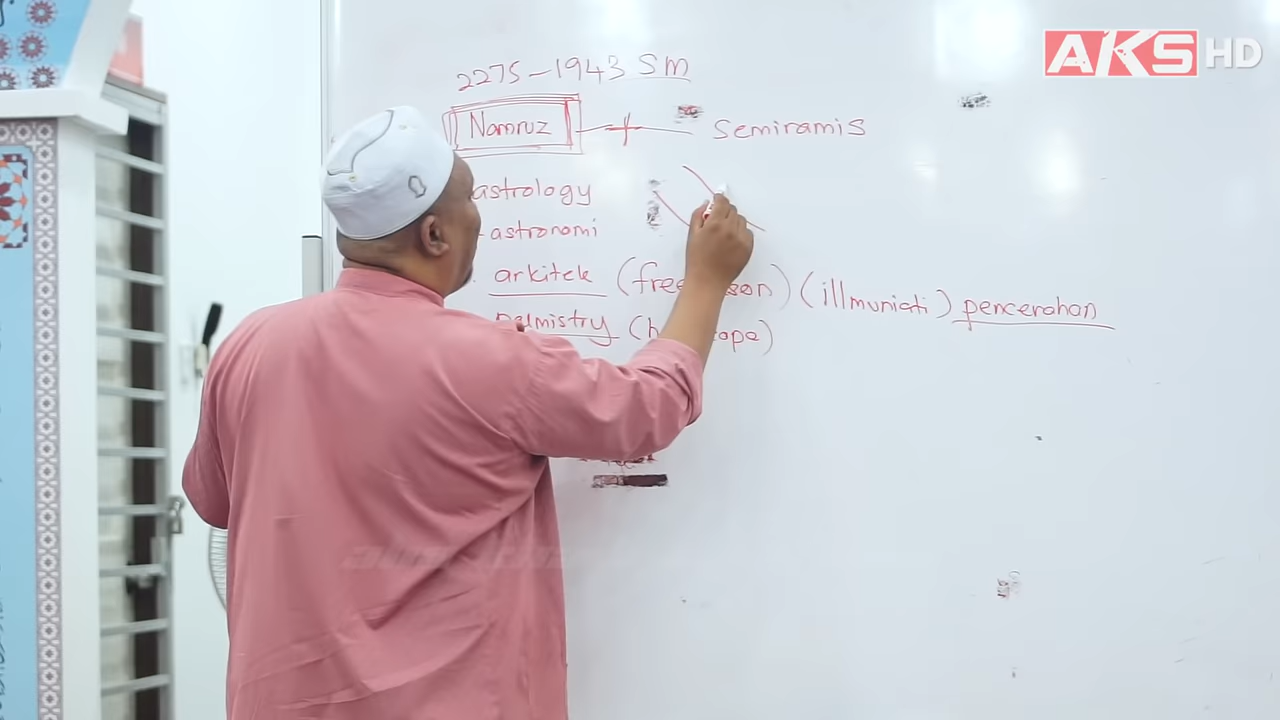 AKS HD
2275-1943 SM
Namruz
Semiramis
astrology
- astronomi
arkitek (illmuniati) pencerahan
palmistry